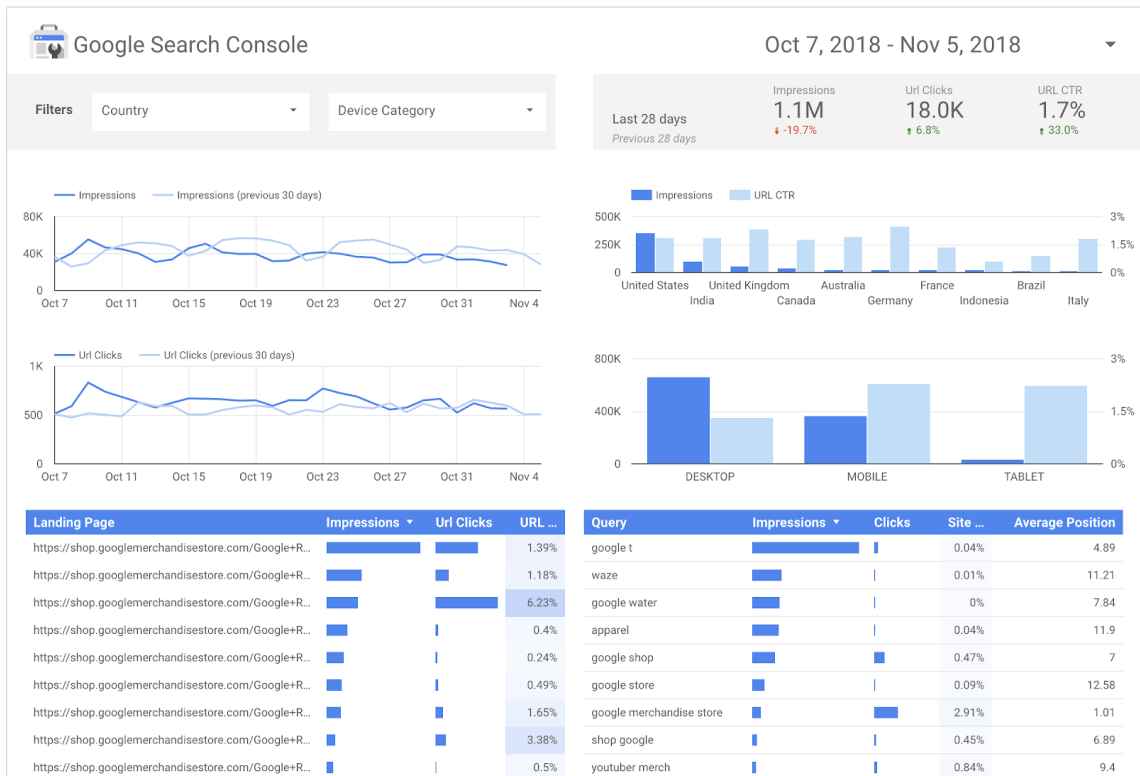 Google Search Console
Oct 7, 2018 - Nov 5, 2018
Filters
Country
Device Category
Last 28 days
Previous 28 days
Impressions
1.1M
-19.7%
Url Clicks
18.0K
6.8%
URL CTR
1.7%
33.0%
Impressions Impressions (previous 30 days)
80K
40K
0
Oct 7 Oct 11 Oct 15 Oct 19 Oct 23 Oct 27 Oct 31 Nov 4
Impressions URL CTR
500K 3%
250K 1.5%
0 0%
United States United Kingdom Australia France Brazil
India Canada Germany Indonesia Italy
Url Clicks Url Clicks (previous 30 days)
1K
500
0
Oct 7 Oct 11 Oct 15 Oct 19 Oct 23 Oct 27 Oct 31 Nov 4
800K 3%
400K 1.5%
0 0%
DESKTOP MOBILE TABLET
Landing Page Impressions Url Clicks URL ...
https://shop.googlemerchandisestore.com/Google+R... 1.39%
https://shop.googlemerchandisestore.com/Google+R... 1.18%
https://shop.googlemerchandisestore.com/Google+R... 6.23%
https://shop.googlemerchandisestore.com/Google+R... 0.4%
https://shop.googlemerchandisestore.com/Google+R... 0.24%
https://shop.googlemerchandisestore.com/Google+R... 0.49%
https://shop.googlemerchandisestore.com/Google+R... 1.65%
https://shop.googlemerchandisestore.com/Google+R... 3.38%
https://shop.googlemerchandisestore.com/Google+R... 0.5%
Query Impressions Clicks Site ... Average Position
google t 0.04% 4.89
waze 0.01% 11.21
google water 0% 7.84
apparel 0.04% 11.9
google shop 0.47% 7
google store 0.09% 12.58
google merchandise store 2.91% 1.01
shop google 0.45% 6.89
youtuber merch 0.84% 9.4